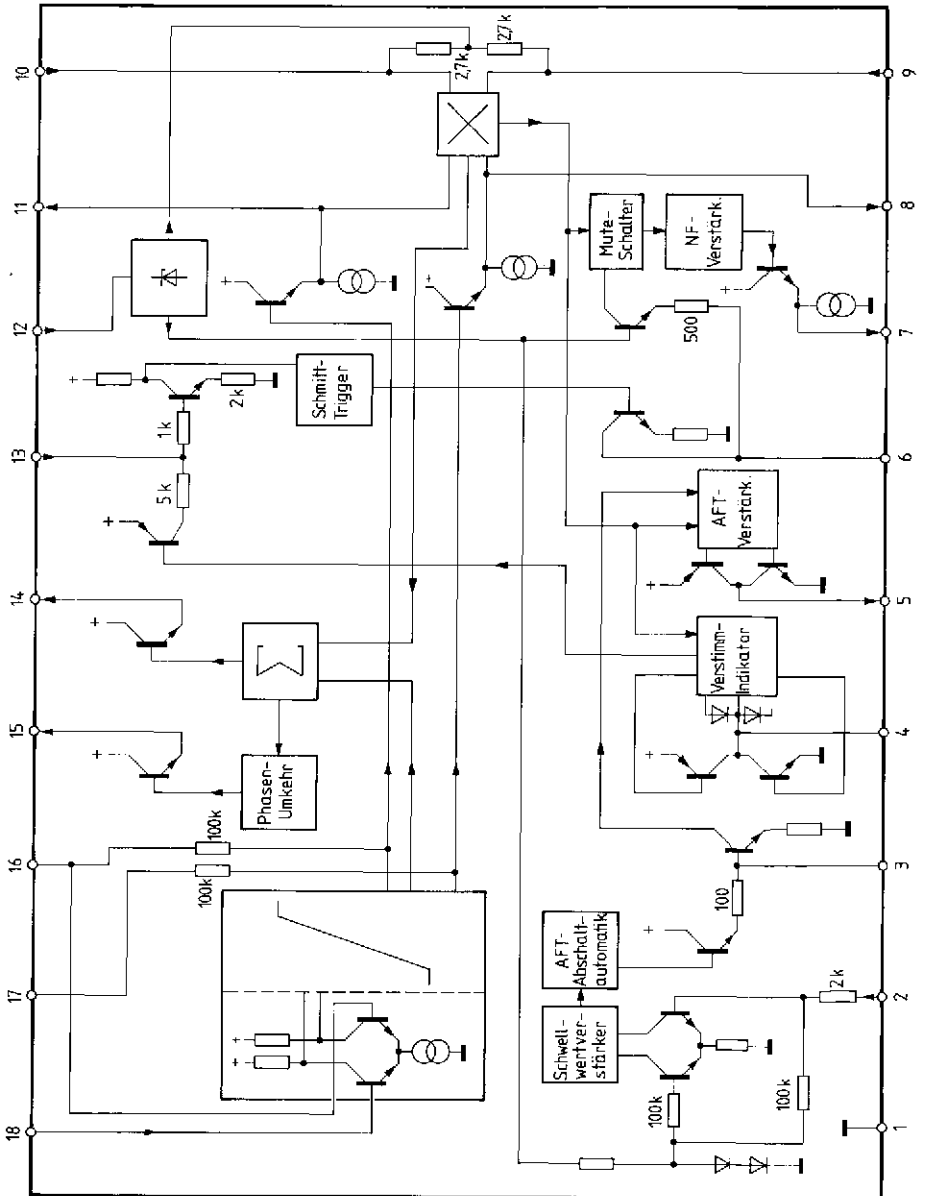 18
17
16
15
14
13
12
11
10
+
+
100k
100k
Phasen-
Umkehr
+
Σ
+
+
5k
1k
+
2k
Schmitt-
Trigger
+
+
2,7k
2,7k
100k
Schwell-
wertver-
stärker
AFT-
Abschalt-
automatik
100k
2k
+
100
+
Verstimm-
Indikator
+
AFT-
Verstärk.
500
Mute-
Schalter
NF-
Verstärk.
+
1
2
3
4
5
6
7
8
9